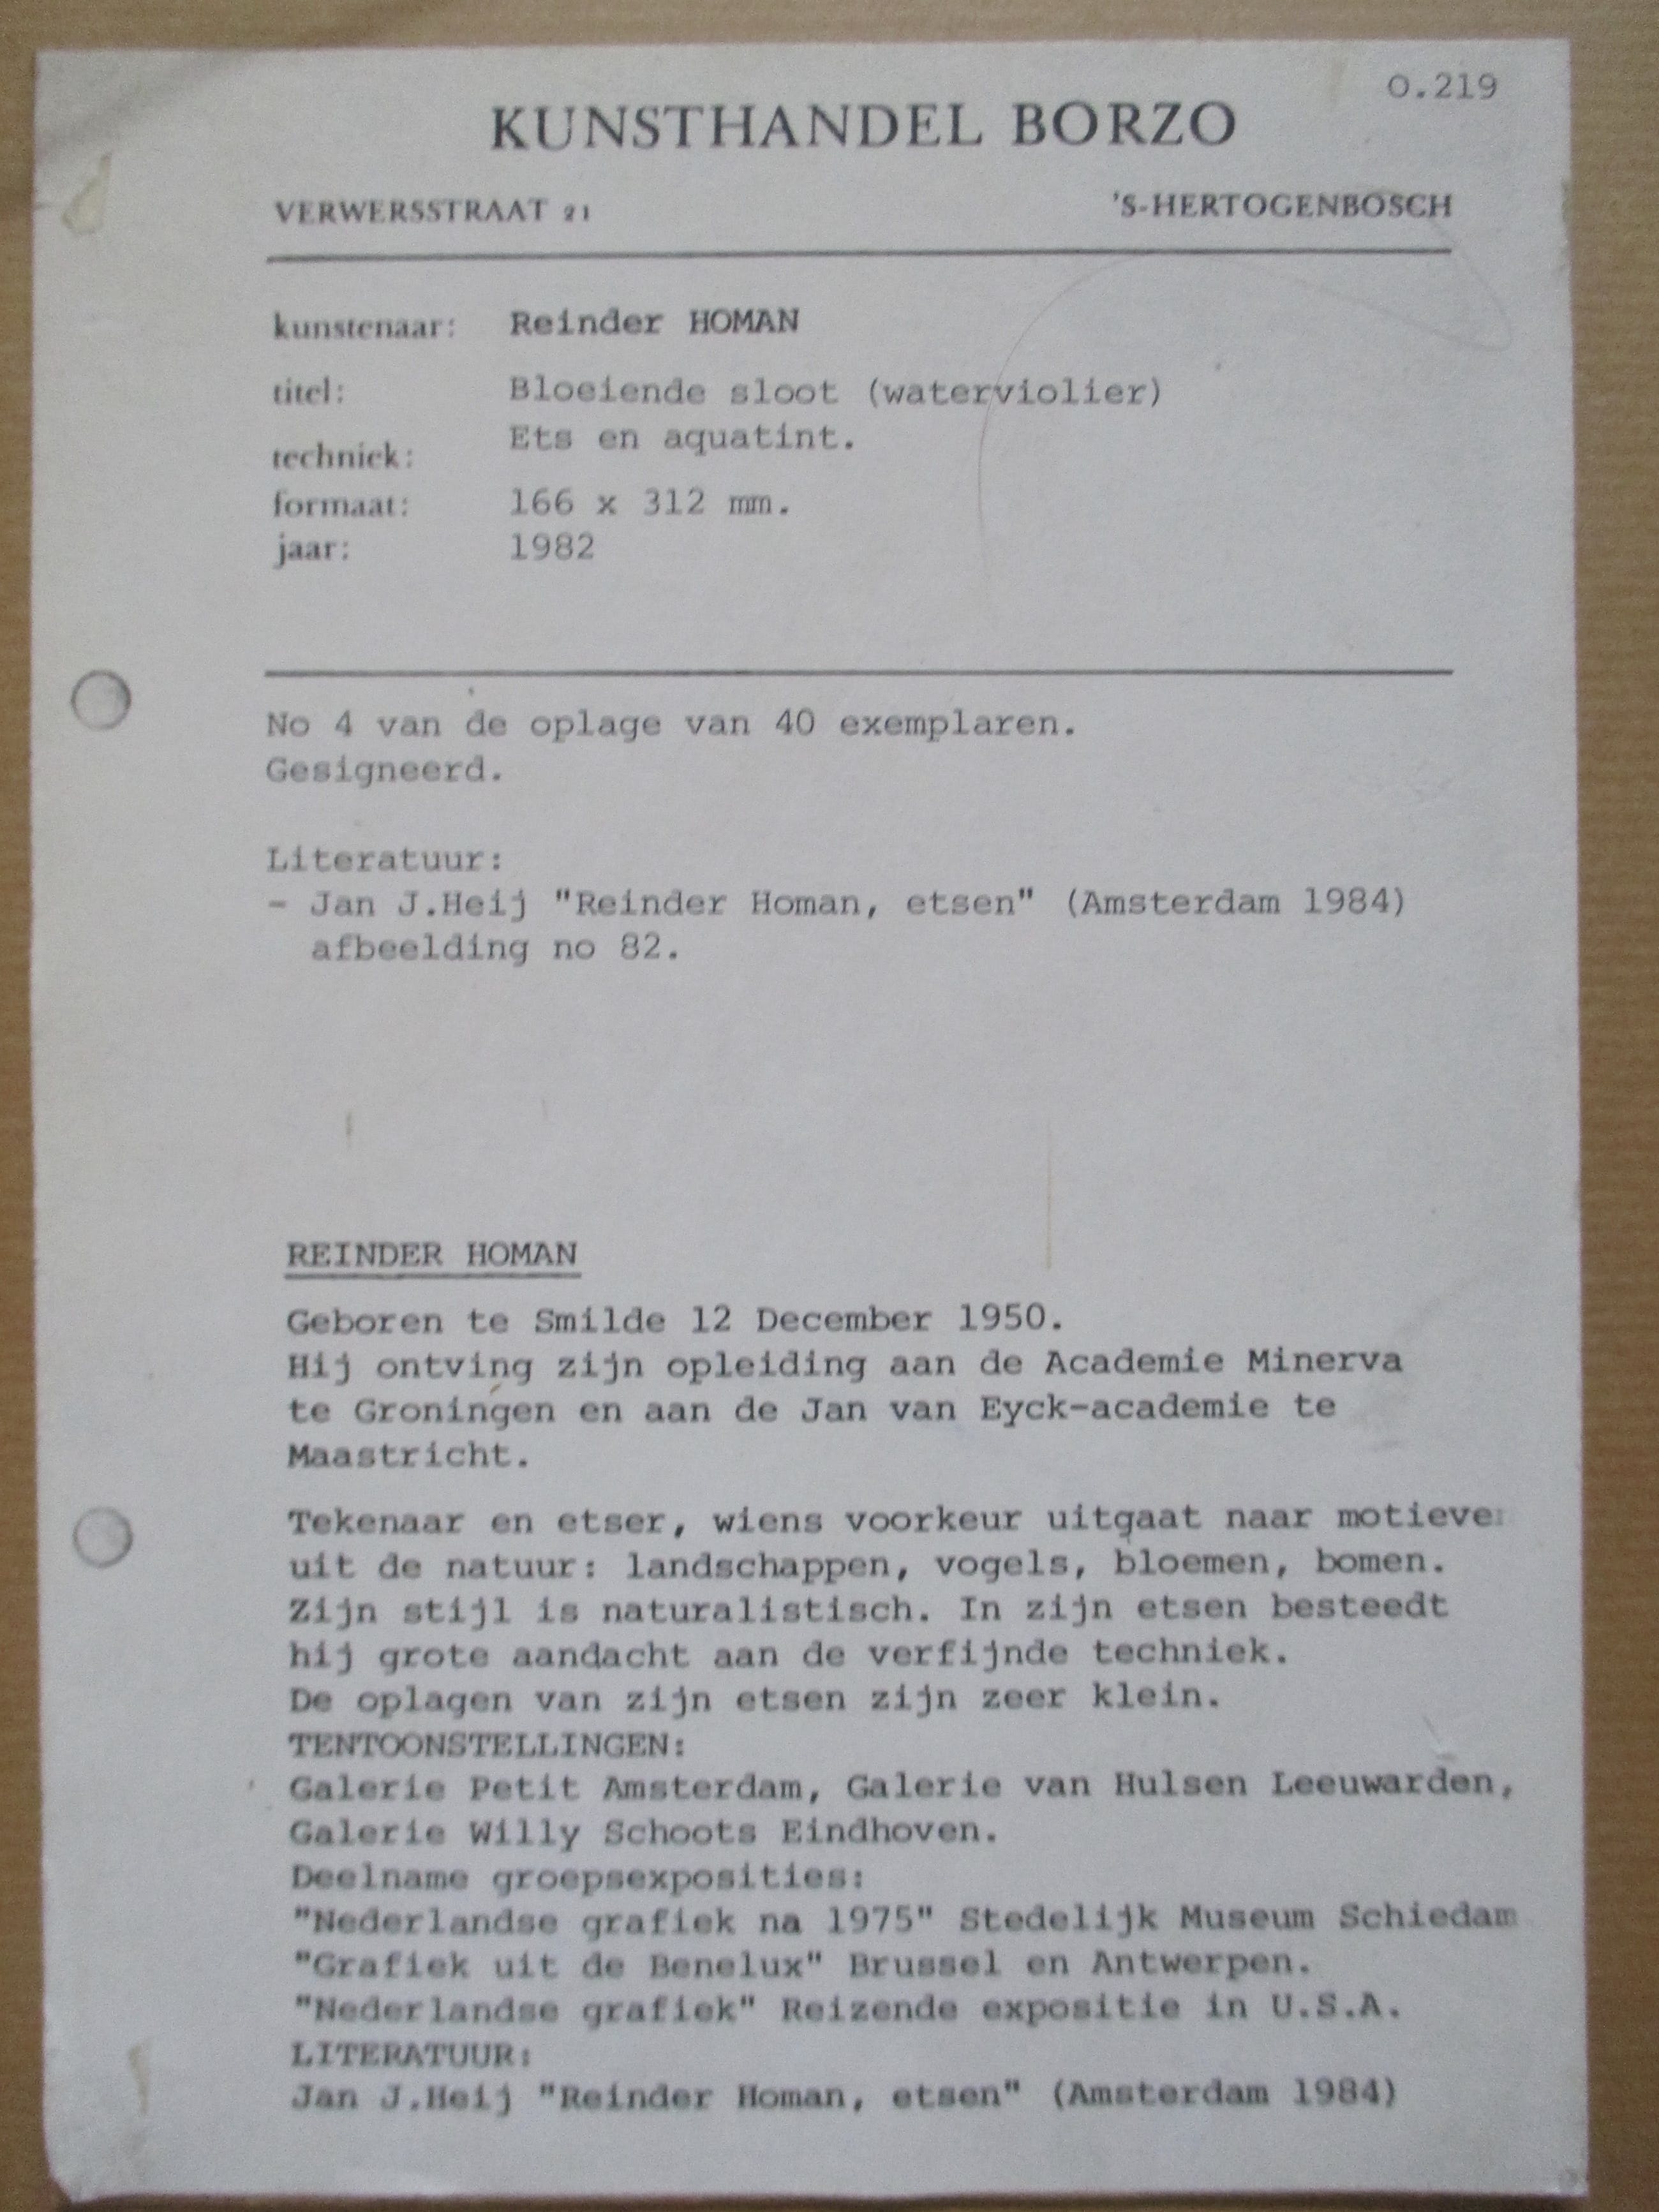 O.219
KUNSTHANDEL BORZO
VERWERSSTRAAT 21 'S-HERTOGENBOSCH
kunstenaar: Reinder HOMAN
titel: Bloeiende sloot (waterviolier)
techniek: Ets en aquatint.
formaat: 166 x 312 mm.
jaar: 1982
No 4 van de oplage van 40 exemplaren.
Gesigneerd.
Literatuur:
- Jan J.Heij "Reinder Homan, etsen" (Amsterdam 1984)
afbeelding no 82.
REINDER HOMAN
Geboren te Smilde 12 December 1950.
Hij ontving zijn opleiding aan de Academie Minerva
te Groningen en aan de Jan van Eyck-academie te
Maastricht.
Tekenaar en etser, wiens voorkeur uitgaat naar motieven
uit de natuur: landschappen, vogels, bloemen, bomen.
Zijn stijl is naturalistisch. In zijn etsen besteedt
hij grote aandacht aan de verfijnde techniek.
De oplagen van zijn etsen zijn zeer klein.
TENTOONSTELLINGEN:
Galerie Petit Amsterdam, Galerie van Hulsen Leeuwarden,
Galerie Willy Schoots Eindhoven.
Deelname groepsexposities:
"Nederlandse grafiek na 1975" Stedelijk Museum Schiedam
"Grafiek uit de Benelux" Brussel en Antwerpen.
"Nederlandse grafiek" Reizende expositie in U.S.A.
LITERATUUR:
Jan J.Heij "Reinder Homan, etsen" (Amsterdam 1984)